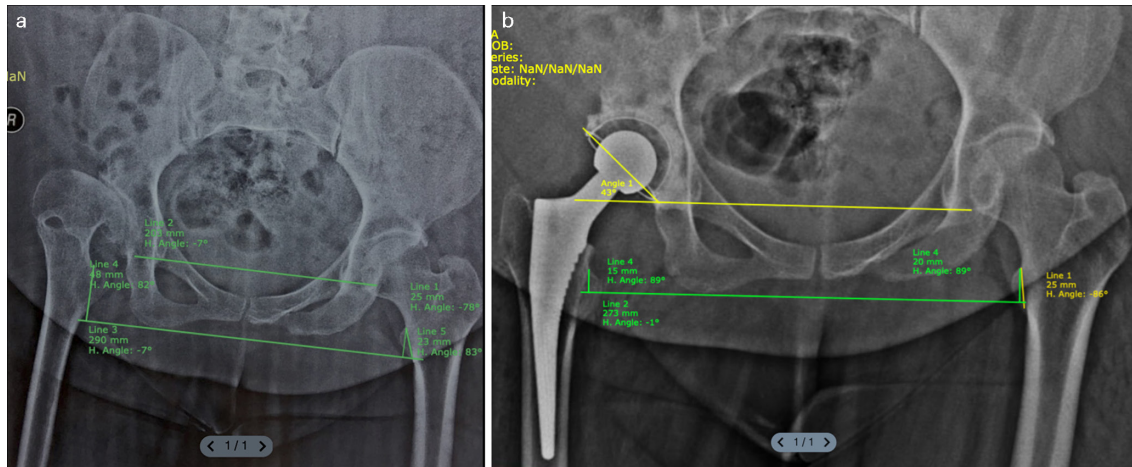 a
NaN
R
Line 2
mm
H. Angle: -7°
Line 4
48 mm
H. Angle: 82°
Line 1
25 mm
H. Angle: -78°
Line 3
290 mm
H. Angle: -7°
Line 5
23 mm
H. Angle: 83°
1 / 1
b
A
OB:
eries:
ate: NaN/NaN/NaN
odality:
Angle 1
43°
Line 4
15 mm
H. Angle: 89°
Line 4
20 mm
H. Angle: 89°
Line 1
25 mm
H. Angle: -86°
Line 2
273 mm
H. Angle: -1°
1 / 1